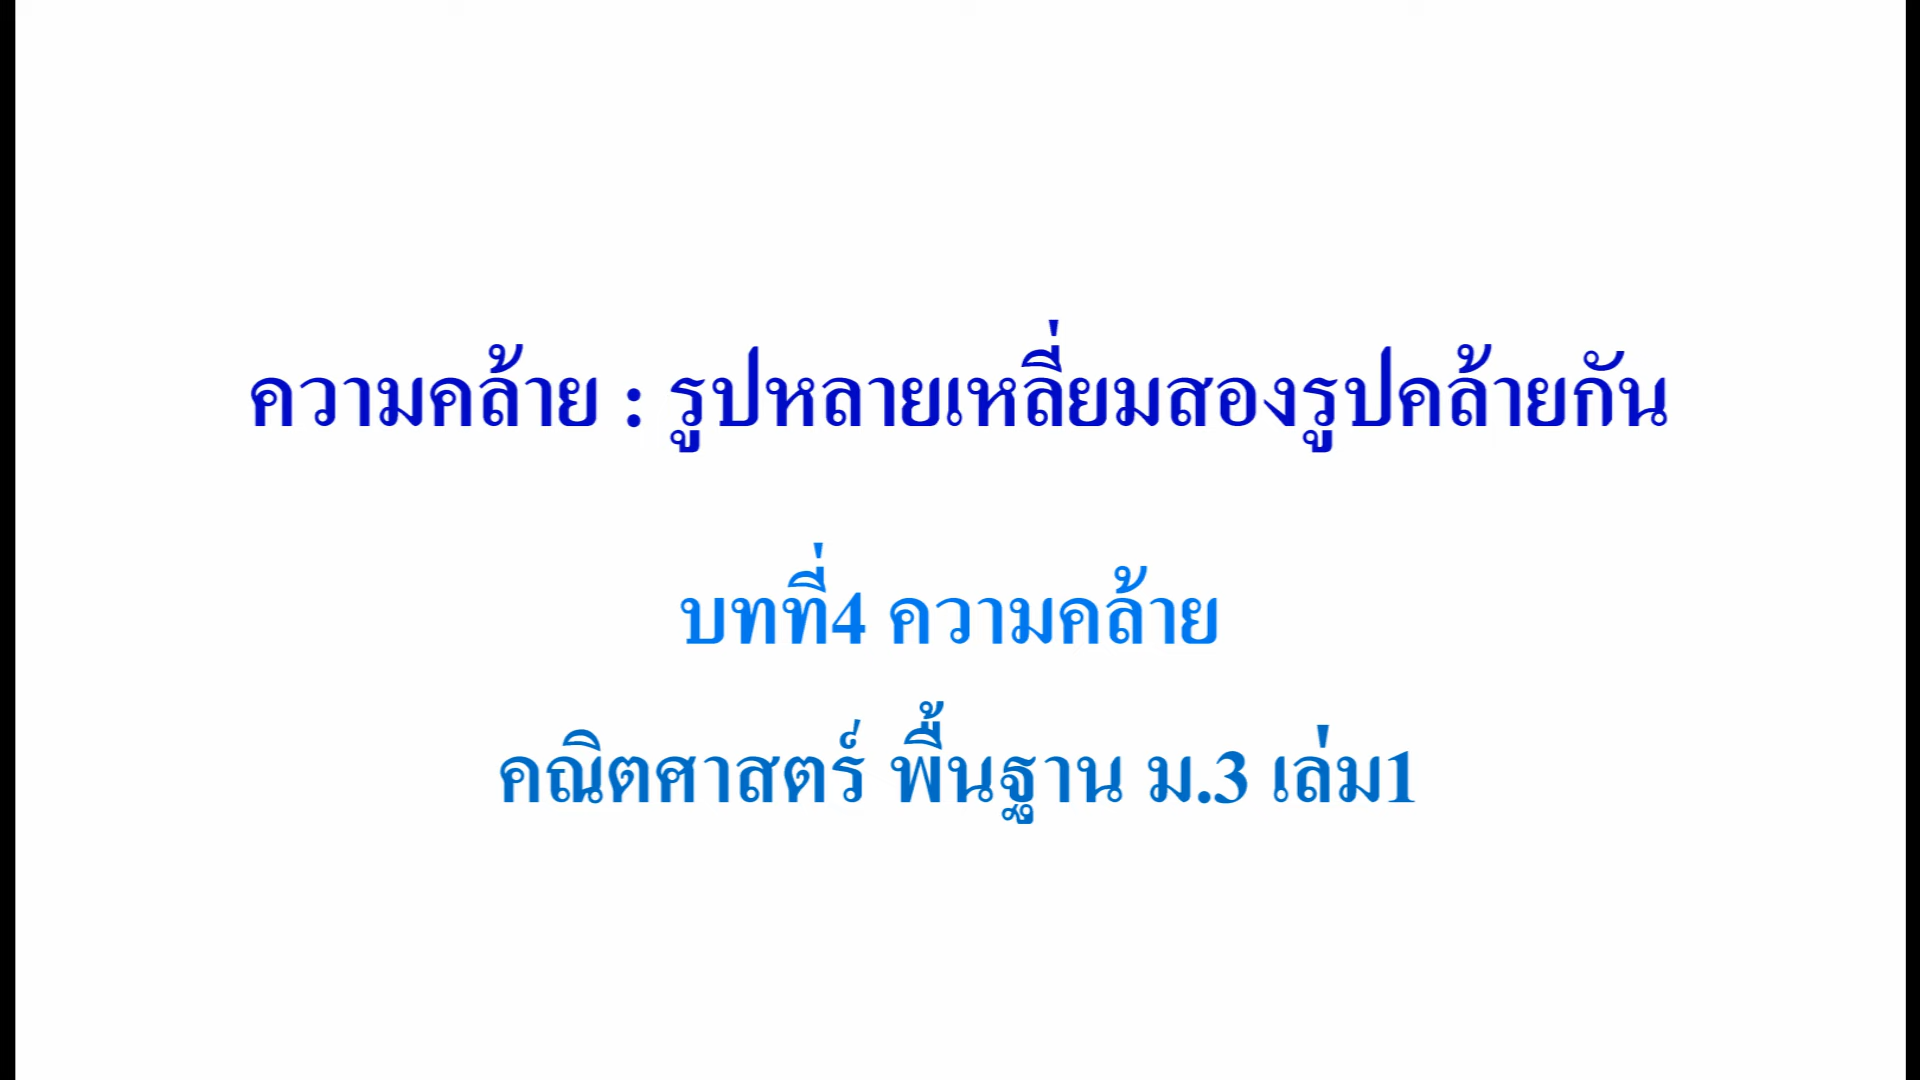 ความคล้าย : รูปหลายเหลี่ยมสองรูปคล้ายกัน
บทที่4 ความคล้าย
คณิตศาสตร์ พื้นฐาน ม.3 เล่ม1